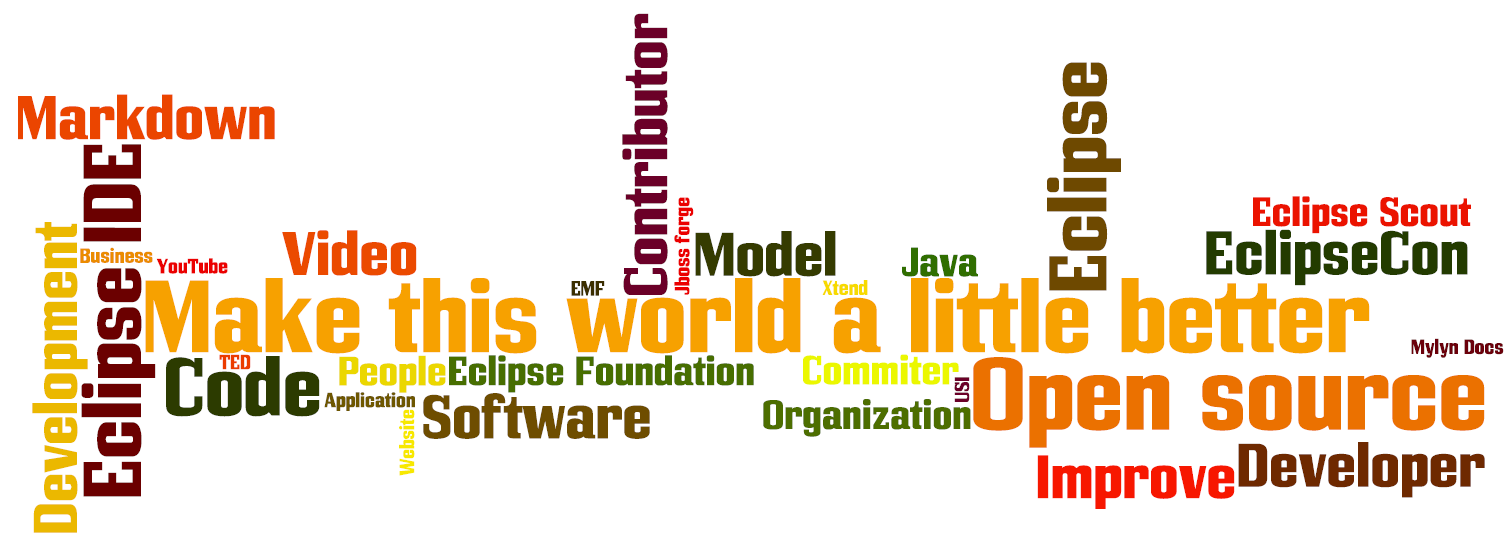 Contributor
Eclipse
Markdown
Eclipse IDE
Development
Business
YouTube
Video
Jboss forge
Model
Java
Eclipse Scout
EclipseCon
EMF
Xtend
Make this world a little better
Mylyn Docs
TED
Code
People
Eclipse Foundation
Commiter
USI
Open source
Application
Website
Software
Organization
Improve
Developer